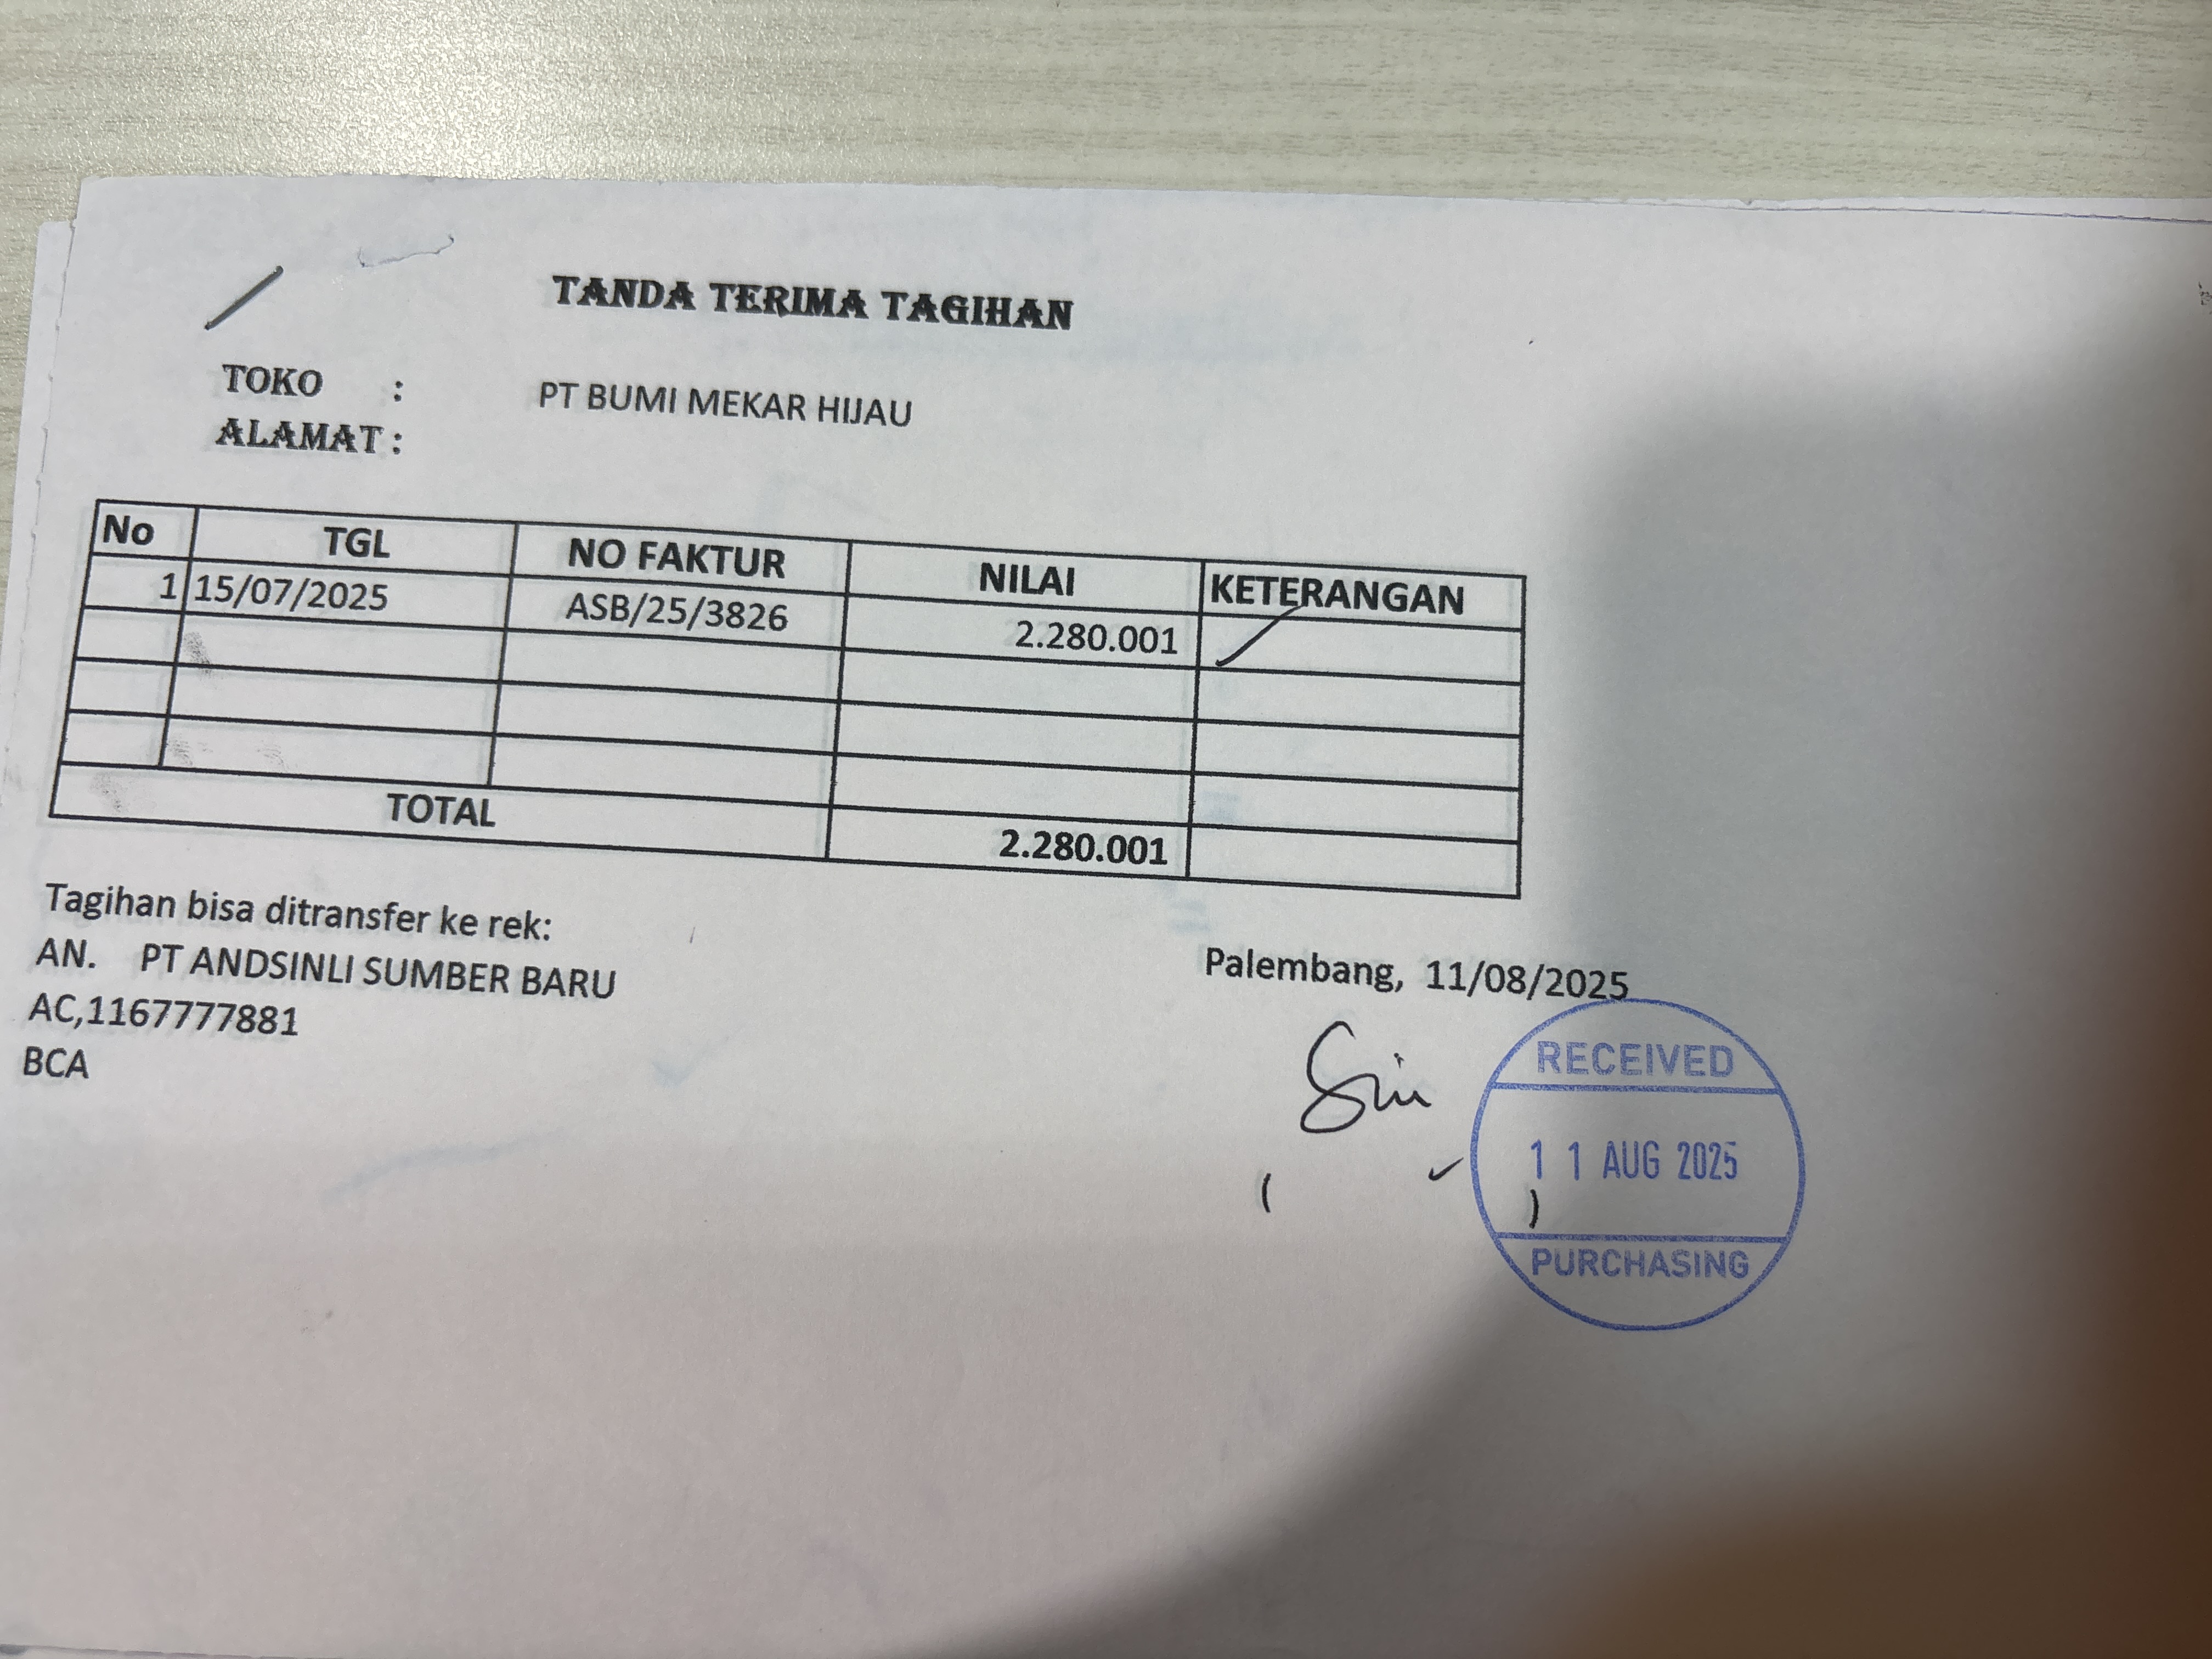 TANDA TERIMA TAGIHAN
TOKO : PT BUMI MEKAR HIJAU
ALAMAT :
No TGL NO FAKTUR NILAI KETERANGAN
1 15/07/2025 ASB/25/3826 2.280.001
TOTAL 2.280.001
Tagihan bisa ditransfer ke rek:
AN. PT ANDSINLI SUMBER BARU
AC,1167777881
BCA
Palembang, 11/08/2025
( )
RECEIVED
11 AUG 2025
PURCHASING